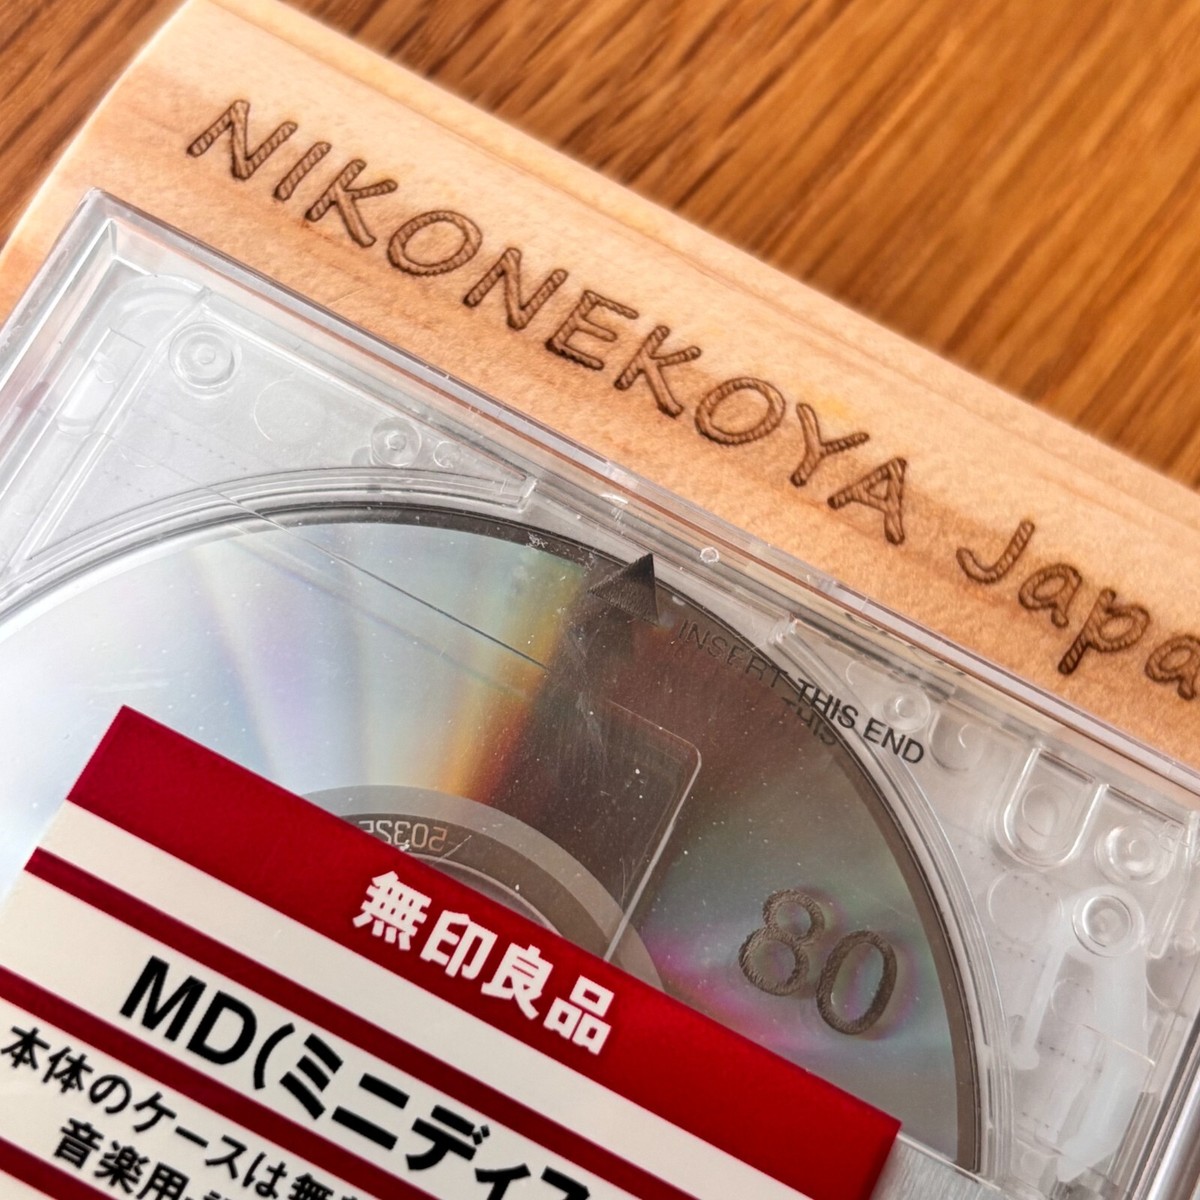 NIKONEKOYA Japa
INSERT THIS END
80
無印良品
MD(ミニディス
本体のケースは無
音楽用